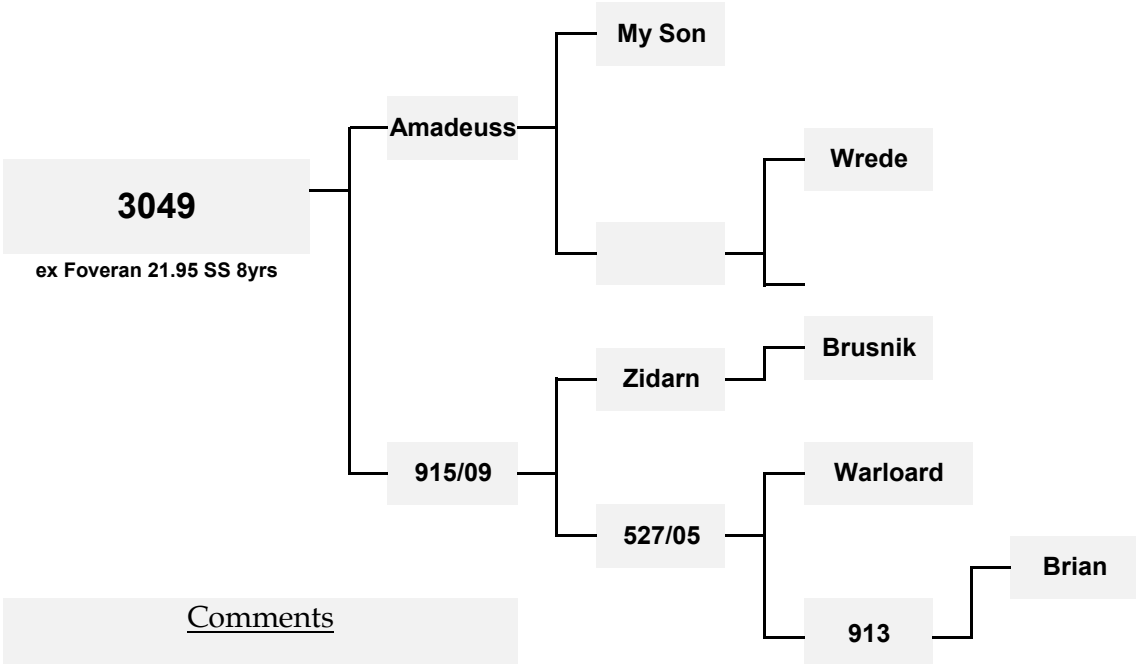 My Son
Amadeuss
Wrede
3049
ex Foveran 21.95 SS 8yrs
Brusnik
Zidarn
915/09
Warloard
527/05
Brian
Comments
913